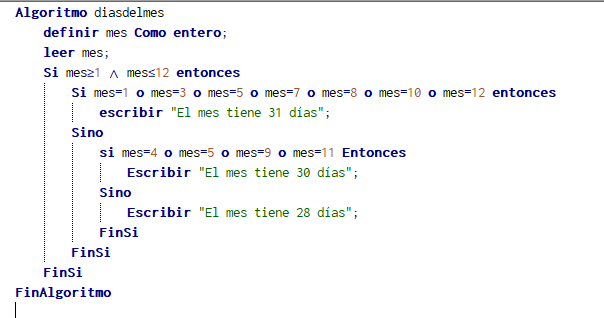 Algoritmo diasdelmes
definir mes Como entero;
leer mes;
Si mes≥1 ∧ mes≤12 entonces
Si mes=1 o mes=3 o mes=5 o mes=7 o mes=8 o mes=10 o mes=12 entonces
escribir "El mes tiene 31 días";
Sino
si mes=4 o mes=5 o mes=9 o mes=11 Entonces
Escribir "El mes tiene 30 días";
Sino
Escribir "El mes tiene 28 días";
FinSi
FinSi
FinSi
FinAlgoritmo